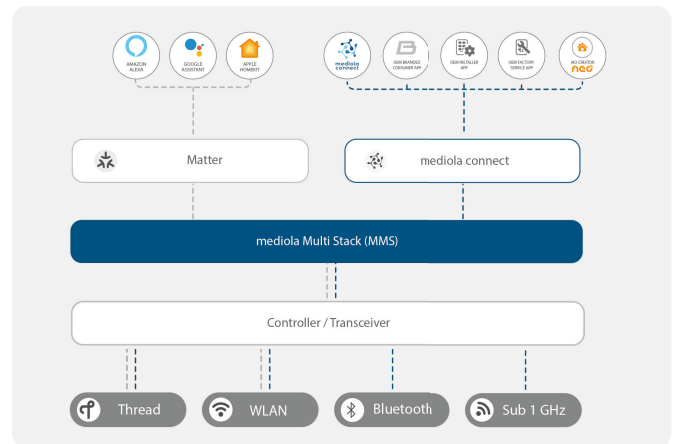 AMAZON
ALEXA
GOOGLE
ASSISTANT
APPLE
HOMEKIT
mediola
connect
OEM BRANDED
CONSUMER APP
OEM INSTALLER
APP
OEM FACTORY
SERVICE APP
AIO CREATOR
neo
Matter
mediola connect
mediola Multi Stack (MMS)
Controller / Transceiver
Thread
WLAN
Bluetooth
Sub 1 GHz